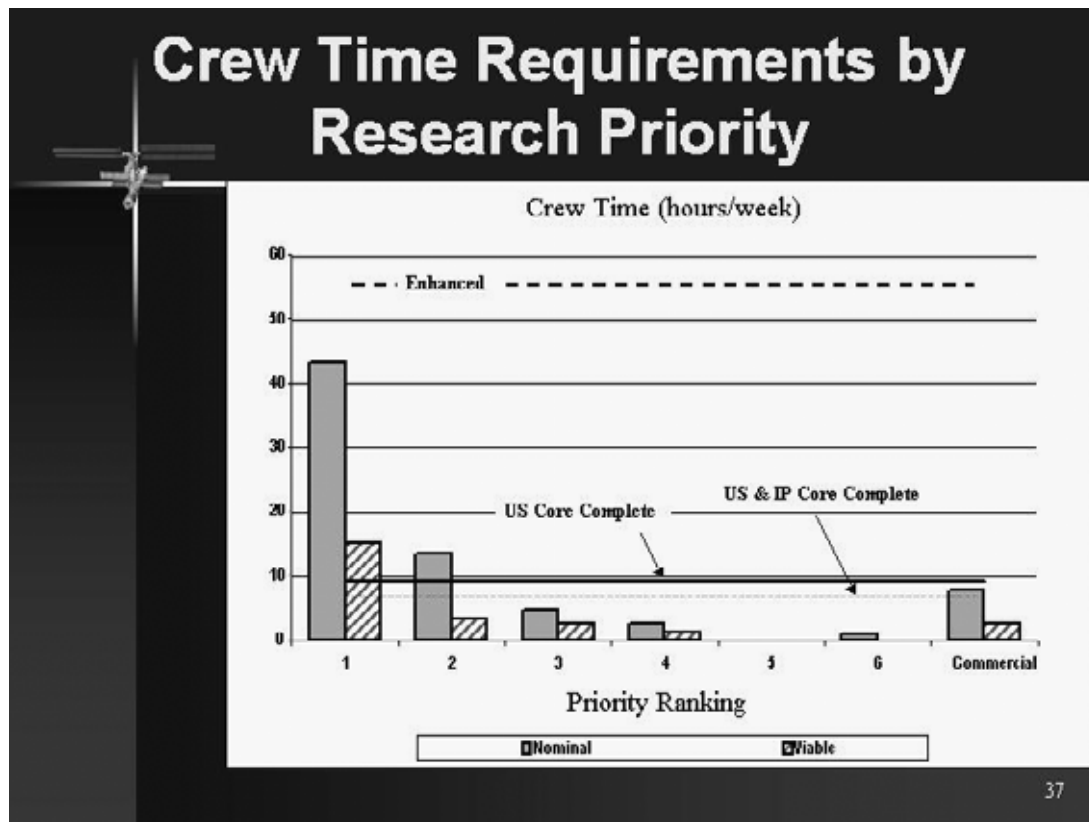 Crew Time Requirements by
Research Priority
Crew Time (hours/week)
60
Enhanced
50
40
30
20
US Core Complete
US & IP Core Complete
10
0
1 2 3 4 5 6 Commercial
Priority Ranking
Nominal Viable
37